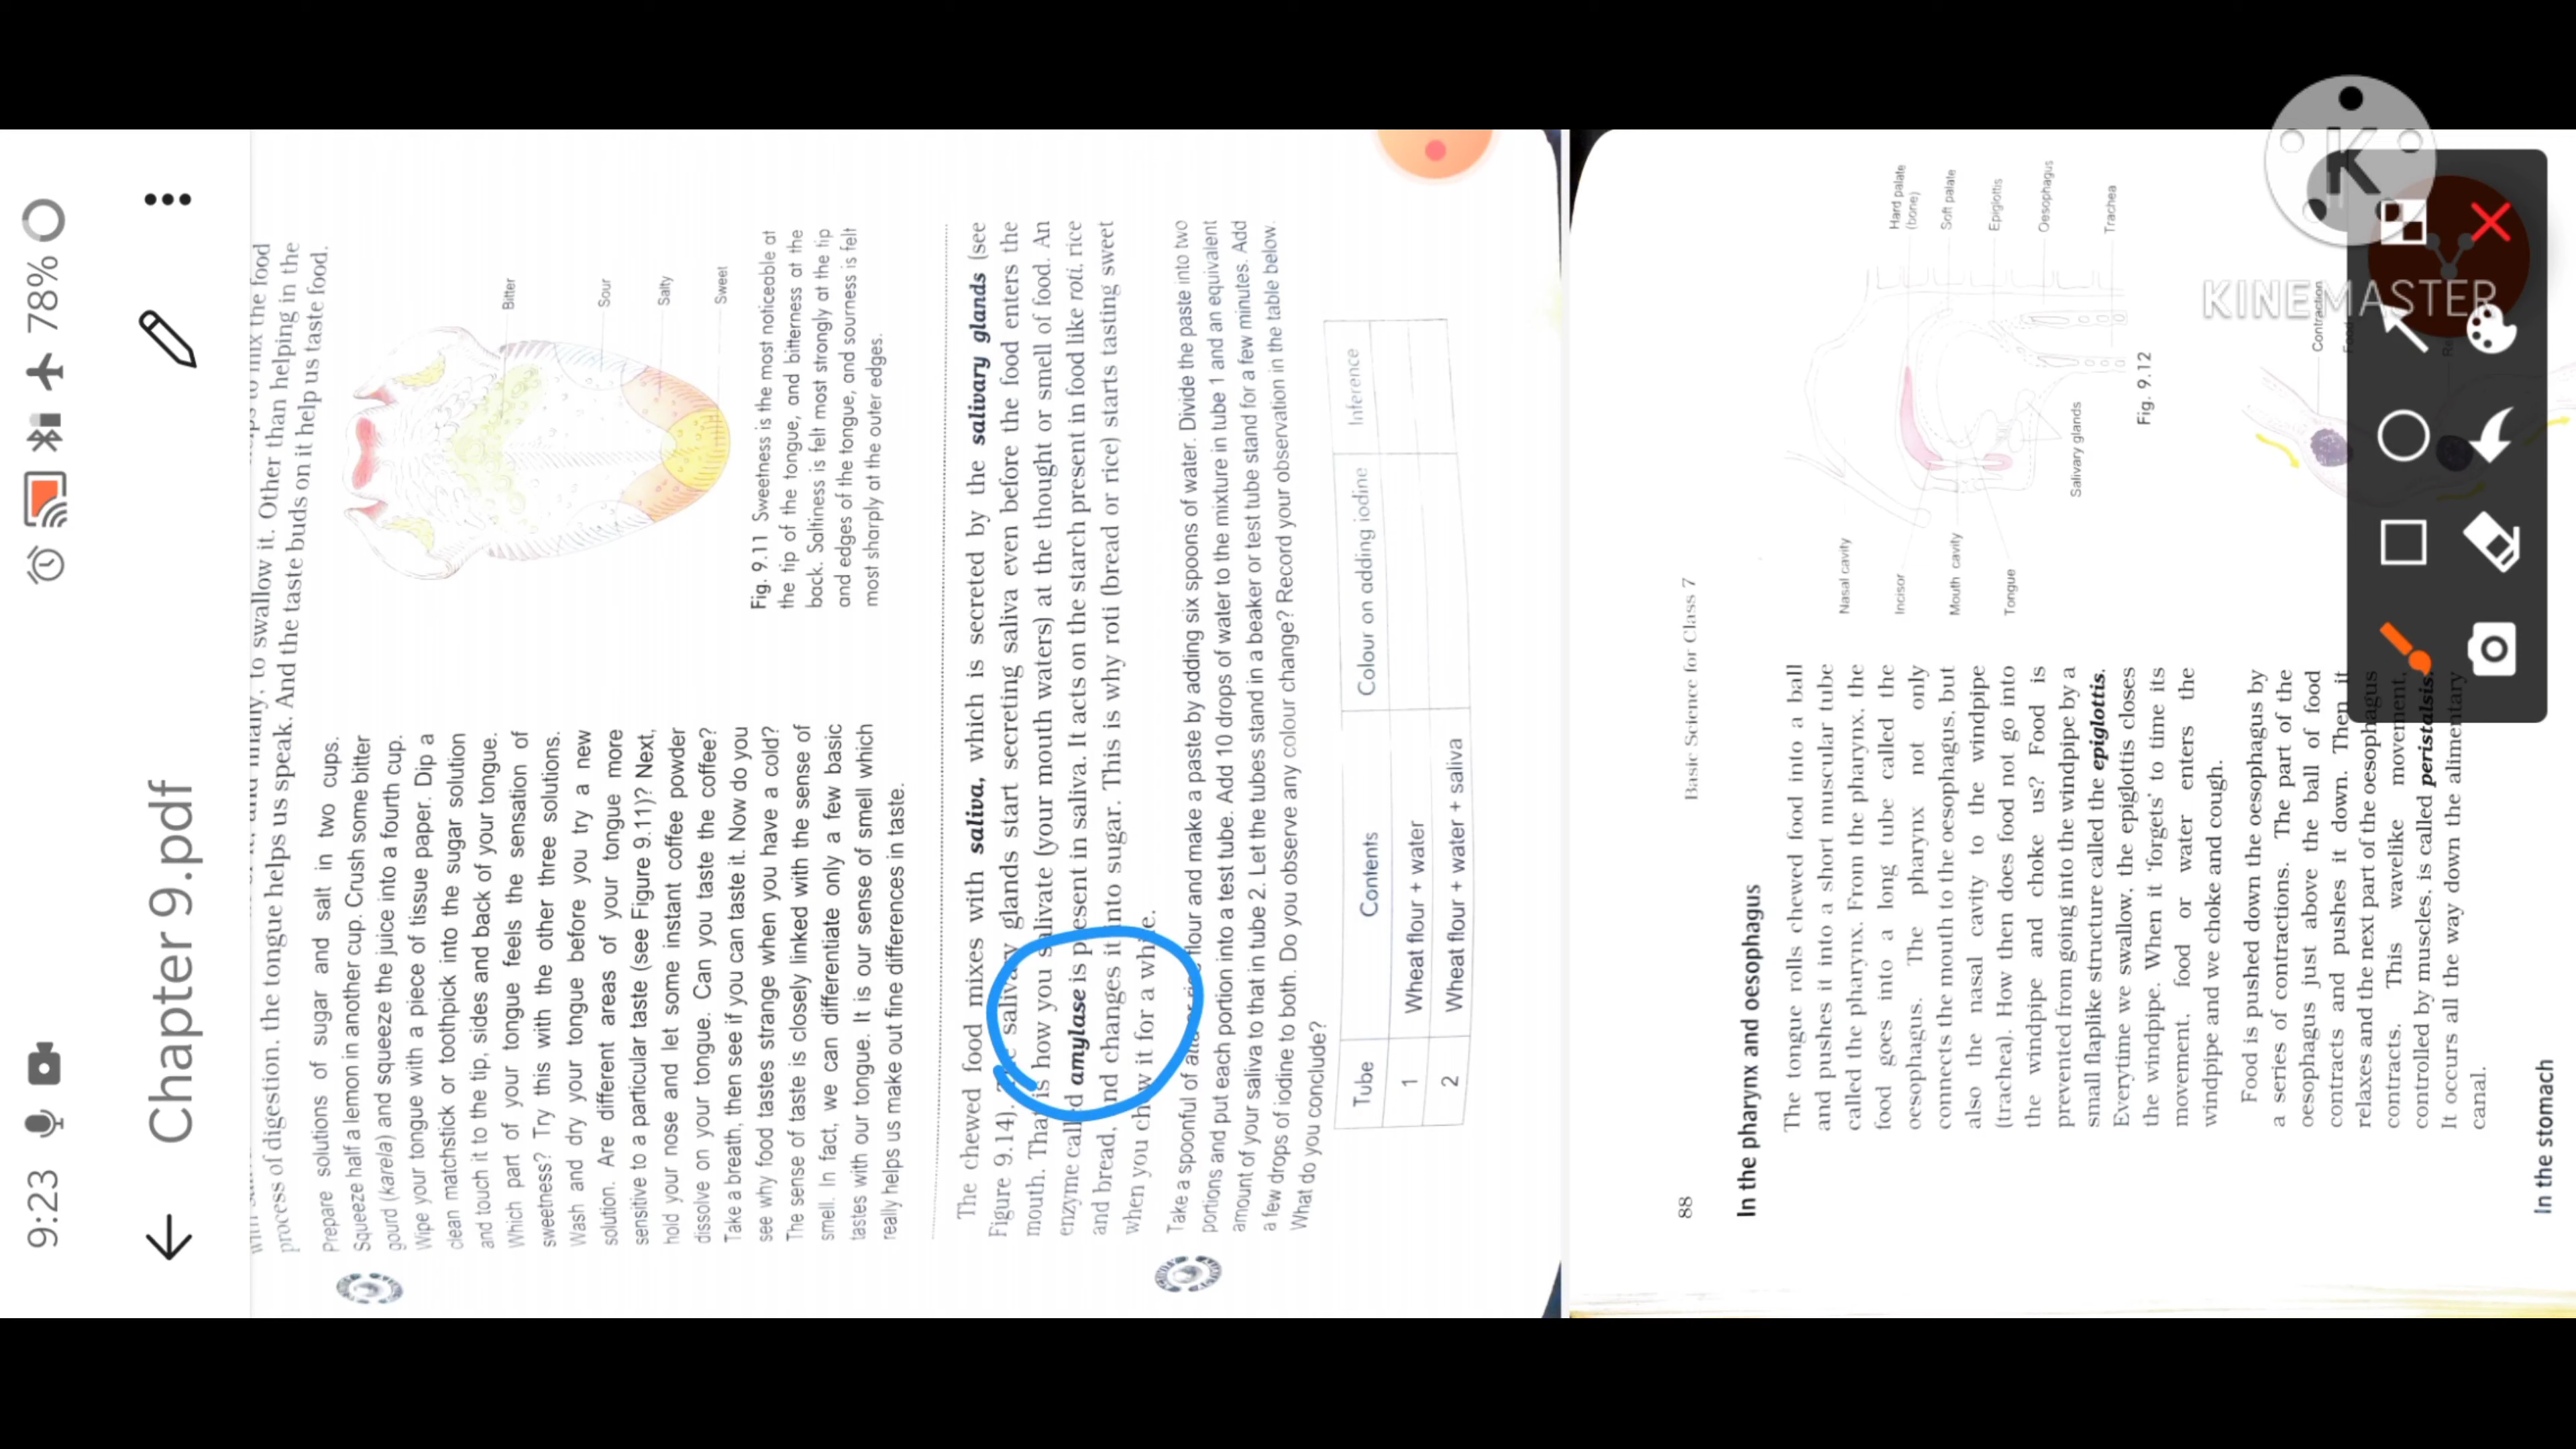 9:23
78%
Chapter 9.pdf
process of digestion, the tongue helps us speak. And the taste buds on it help us taste food.
to swallow it. Other than helping in the
mix the food
Prepare solutions of sugar and salt in two cups.
Squeeze half a lemon in another cup. Crush some bitter
gourd (karela) and squeeze the juice into a fourth cup.
Wipe your tongue with a piece of tissue paper. Dip a
clean matchstick or toothpick into the sugar solution
and touch it to the tip, sides and back of your tongue.
Which part of your tongue feels the sensation of
sweetness? Try this with the other three solutions.
Wash and dry your tongue before you try a new
solution. Are different areas of your tongue more
sensitive to a particular taste (see Figure 9.11)? Next,
hold your nose and let some instant coffee powder
dissolve on your tongue. Can you taste the coffee?
Take a breath, then see if you can taste it. Now do you
see why food tastes strange when you have a cold?
The sense of taste is closely linked with the sense of
smell. In fact, we can differentiate only a few basic
tastes with our tongue. It is our sense of smell which
really helps us make out fine differences in taste.
Bitter
Sour
Salty
Sweet
Fig. 9.11 Sweetness is the most noticeable at
the tip of the tongue, and bitterness at the
back. Saltiness is felt most strongly at the tip
and edges of the tongue, and sourness is felt
most sharply at the outer edges.
The chewed food mixes with saliva, which is secreted by the salivary glands (see
Figure 9.14). The salivary glands start secreting saliva even before the food enters the
mouth. That is how you salivate (your mouth waters) at the thought or smell of food. An
enzyme called amylase is present in saliva. It acts on the starch present in food like roti, rice
and bread, and changes it into sugar. This is why roti (bread or rice) starts tasting sweet
when you chew it for a while.
Take a spoonful of flour and make a paste by adding six spoons of water. Divide the paste into two
portions and put each portion into a test tube. Add 10 drops of water to the mixture in tube 1 and an equivalent
amount of your saliva to that in tube 2. Let the tubes stand in a beaker or test tube stand for a few minutes. Add
a few drops of iodine to both. Do you observe any colour change? Record your observation in the table below.
What do you conclude?
Tube Contents Colour on adding iodine Inference
1 Wheat flour + water
2 Wheat flour + water + saliva
88 Basic Science for Class 7
In the pharynx and oesophagus
The tongue rolls chewed food into a ball
and pushes it into a short muscular tube
called the pharynx. From the pharynx, the
food goes into a long tube called the
oesophagus. The pharynx not only
connects the mouth to the oesophagus, but
also the nasal cavity to the windpipe
(trachea). How then does food not go into
the windpipe and choke us? Food is
prevented from going into the windpipe by a
small flaplike structure called the epiglottis.
Everytime we swallow, the epiglottis closes
the windpipe. When it 'forgets' to time its
movement, food or water enters the
windpipe and we choke and cough.
Food is pushed down the oesophagus by
a series of contractions. The part of the
oesophagus just above the ball of food
contracts and pushes it down. Then it
relaxes and the next part of the oesophagus
contracts. This wavelike movement,
controlled by muscles, is called peristalsis.
It occurs all the way down the alimentary
canal.
In the stomach
Nasal cavity
Incisor
Mouth cavity
Tongue
Salivary glands
Hard palate
(bone)
Soft palate
Epiglottis
Oesophagus
Trachea
Fig. 9.12
Contraction
K
KINEMASTER